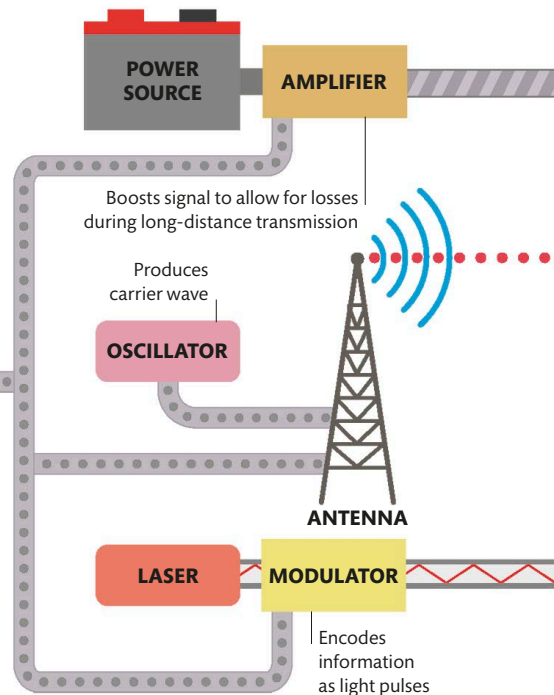 POWER
SOURCE
AMPLIFIER
Boosts signal to allow for losses
during long-distance transmission
Produces
carrier wave
OSCILLATOR
ANTENNA
LASER
MODULATOR
Encodes
information
as light pulses